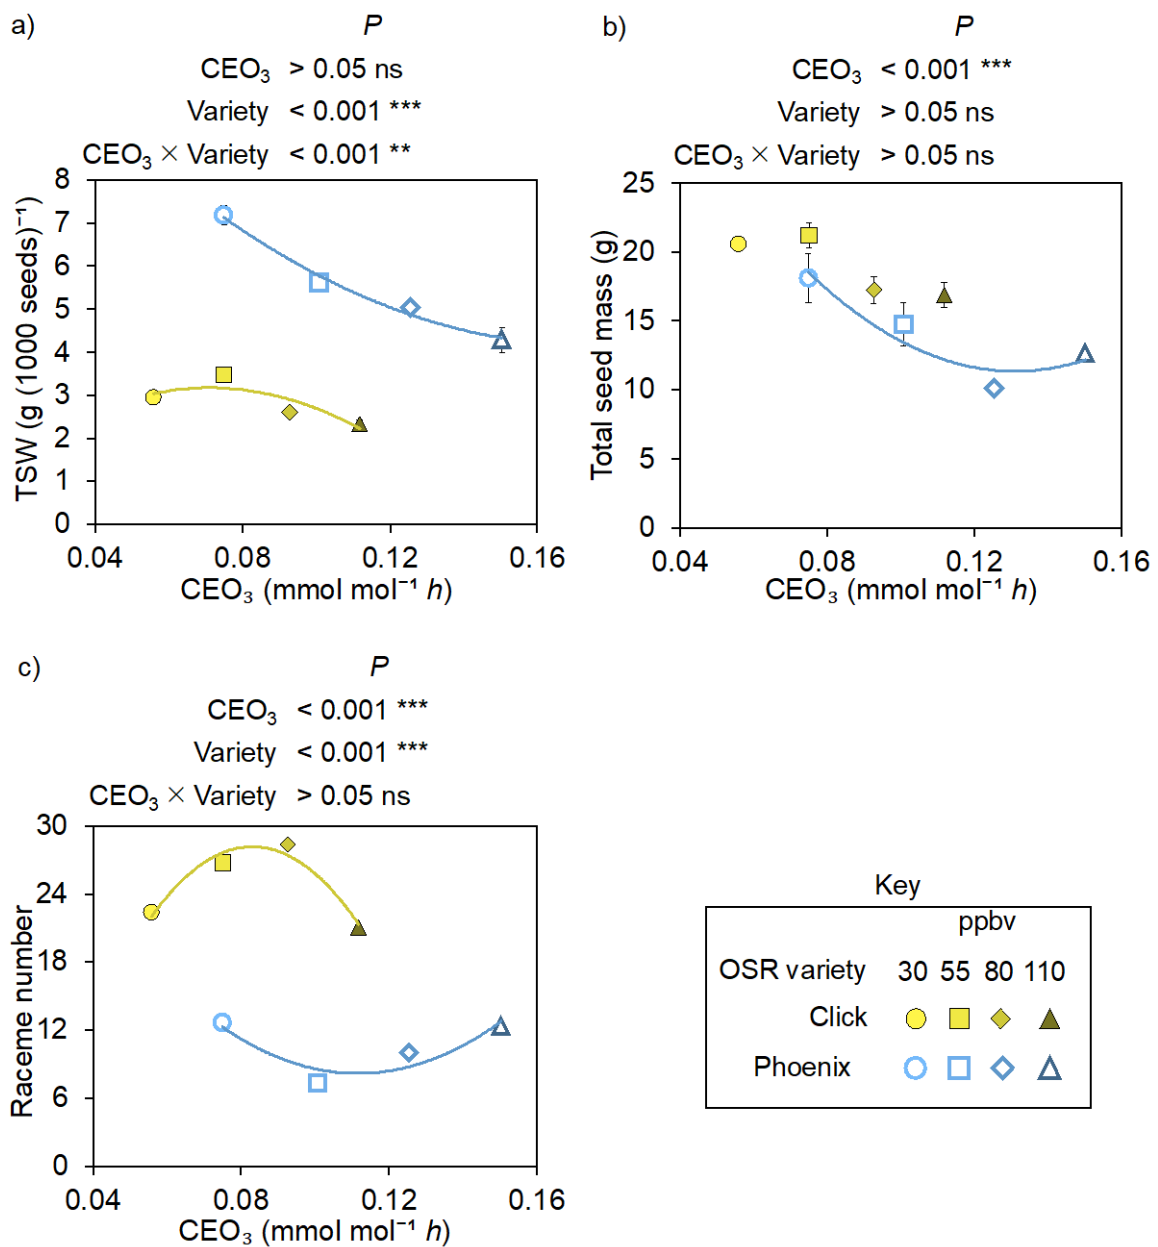 a)
P
CEO₃ > 0.05 ns
Variety < 0.001 ***
CEO₃ × Variety < 0.001 **
8
7
6
5
4
3
2
1
0
TSW (g (1000 seeds)⁻¹)
0.04 0.08 0.12 0.16
CEO₃ (mmol mol⁻¹ h)
b)
P
CEO₃ < 0.001 ***
Variety > 0.05 ns
CEO₃ × Variety > 0.05 ns
25
20
15
10
5
0
Total seed mass (g)
0.04 0.08 0.12 0.16
CEO₃ (mmol mol⁻¹ h)
c)
P
CEO₃ < 0.001 ***
Variety < 0.001 ***
CEO₃ × Variety > 0.05 ns
30
24
18
12
6
0
Raceme number
0.04 0.08 0.12 0.16
CEO₃ (mmol mol⁻¹ h)
Key
ppbv
OSR variety 30 55 80 110
Click
Phoenix